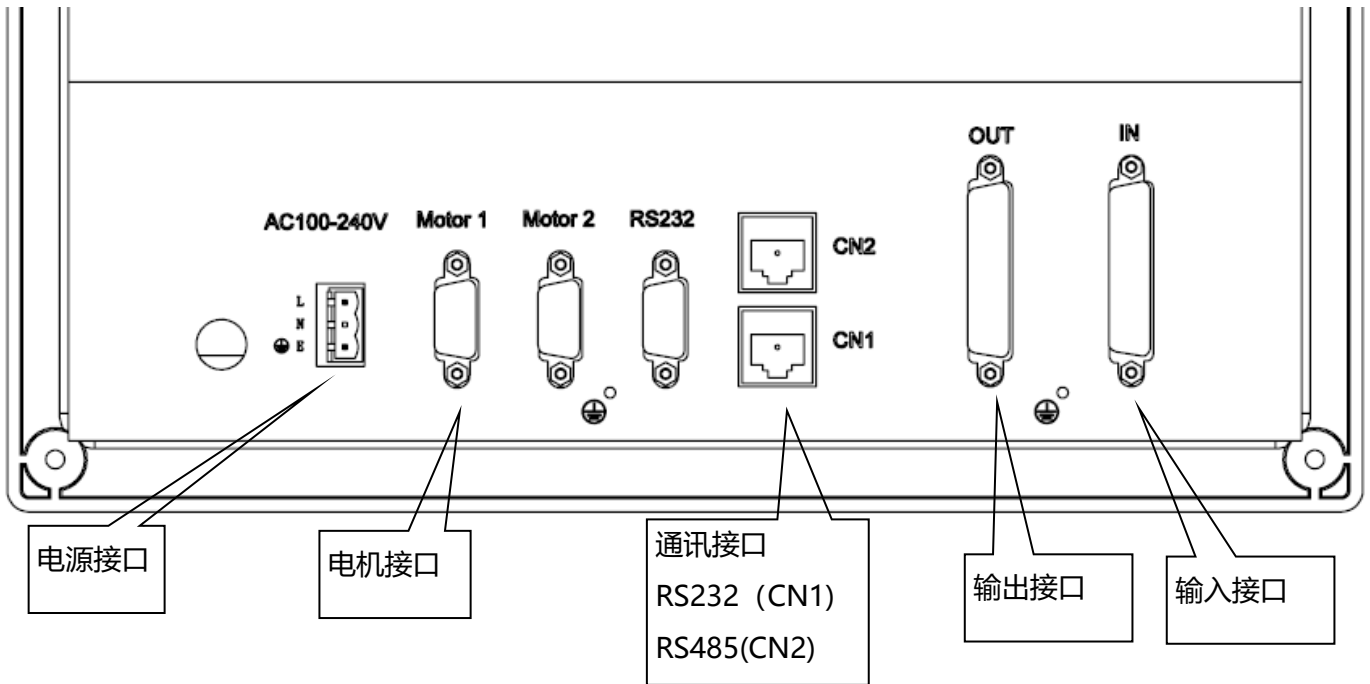 OUT
IN
AC100-240V
Motor 1
Motor 2
RS232
CN2
L
N
E
CN1
电源接口
电机接口
通讯接口
RS232（CN1)
RS485(CN2)
输出接口
输入接口